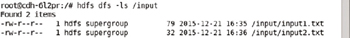 root@cdh-6l2pr:/# hdfs dfs -ls /input
Found 2 items
-rw-r--r-- 1 hdfs supergroup 79 2015-12-21 16:35 /input/input1.txt
-rw-r--r-- 1 hdfs supergroup 32 2015-12-21 16:36 /input/input2.txt